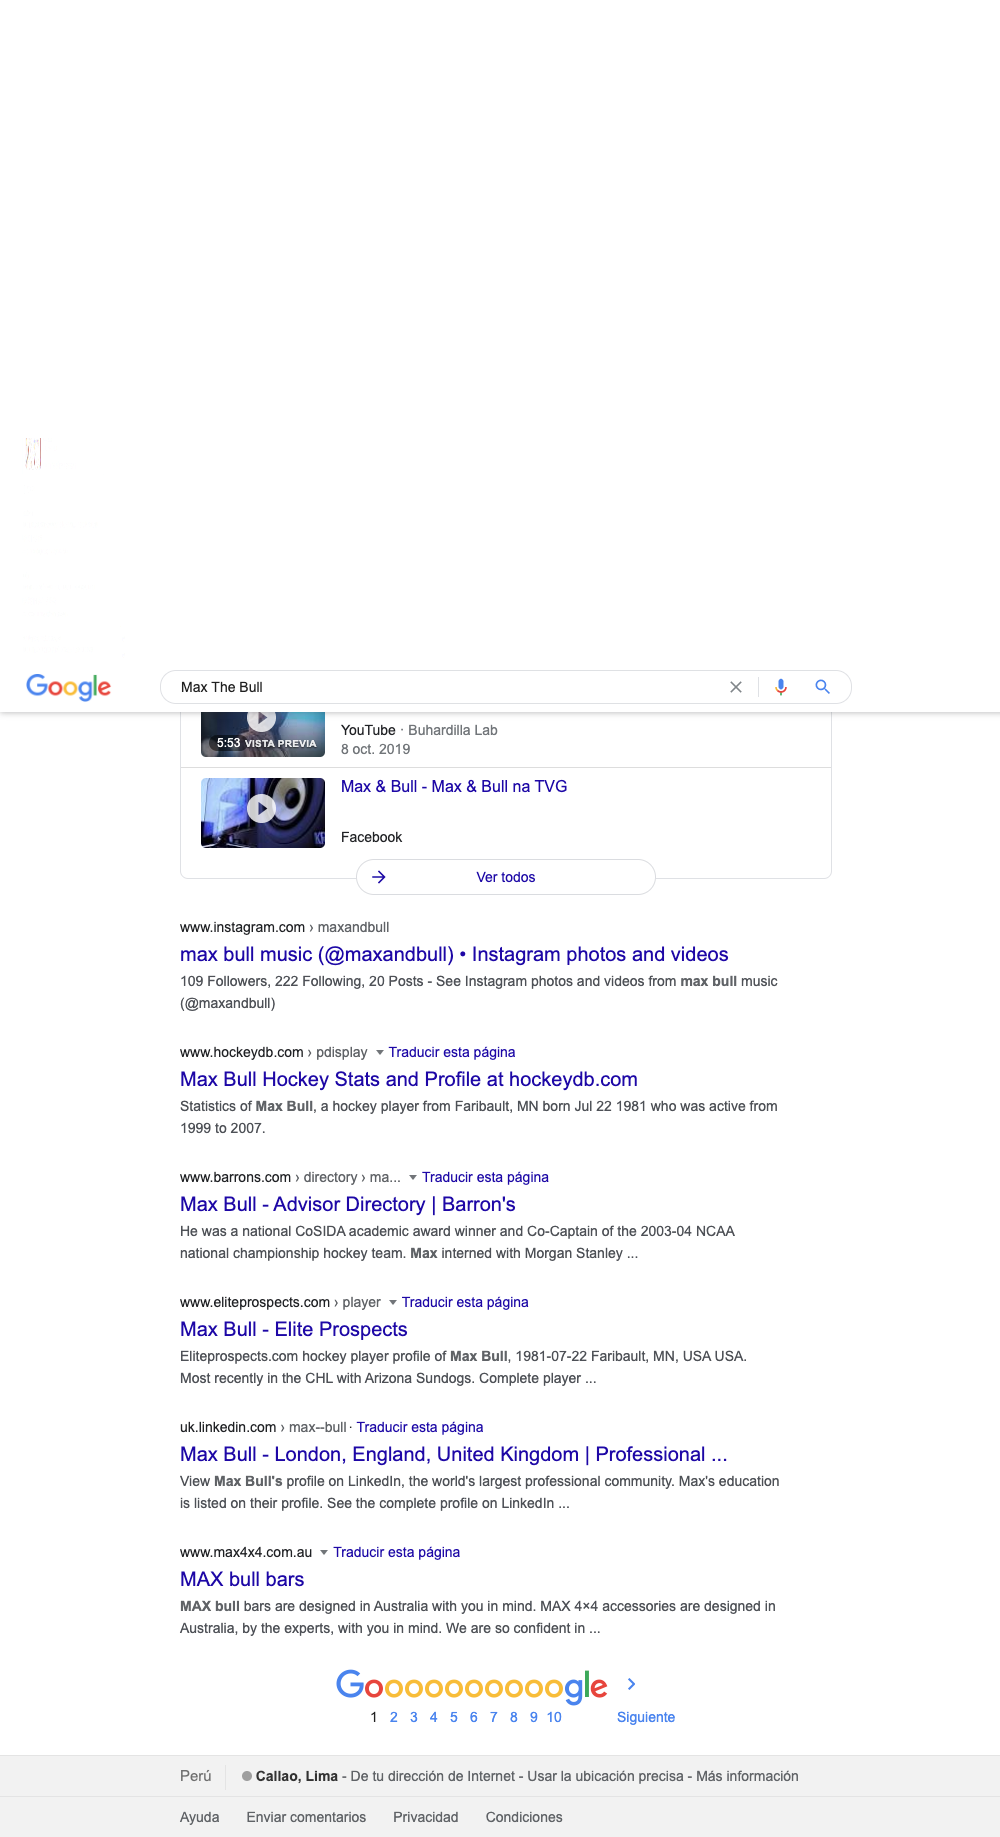 Google
Max The Bull
5:53 VISTA PREVIA
YouTube · Buhardilla Lab
8 oct. 2019
Max & Bull - Max & Bull na TVG
Facebook
Ver todos
www.instagram.com › maxandbull
max bull music (@maxandbull) • Instagram photos and videos
109 Followers, 222 Following, 20 Posts - See Instagram photos and videos from max bull music
(@maxandbull)
www.hockeydb.com › pdisplay Traducir esta página
Max Bull Hockey Stats and Profile at hockeydb.com
Statistics of Max Bull, a hockey player from Faribault, MN born Jul 22 1981 who was active from
1999 to 2007.
www.barrons.com › directory › ma... Traducir esta página
Max Bull - Advisor Directory | Barron's
He was a national CoSIDA academic award winner and Co-Captain of the 2003-04 NCAA
national championship hockey team. Max interned with Morgan Stanley ...
www.eliteprospects.com › player Traducir esta página
Max Bull - Elite Prospects
Eliteprospects.com hockey player profile of Max Bull, 1981-07-22 Faribault, MN, USA USA.
Most recently in the CHL with Arizona Sundogs. Complete player ...
uk.linkedin.com › max--bull · Traducir esta página
Max Bull - London, England, United Kingdom | Professional ...
View Max Bull's profile on LinkedIn, the world's largest professional community. Max's education
is listed on their profile. See the complete profile on LinkedIn ...
www.max4x4.com.au Traducir esta página
MAX bull bars
MAX bull bars are designed in Australia with you in mind. MAX 4×4 accessories are designed in
Australia, by the experts, with you in mind. We are so confident in ...
Goooooooooogle
1 2 3 4 5 6 7 8 9 10 Siguiente
Perú Callao, Lima - De tu dirección de Internet - Usar la ubicación precisa - Más información
Ayuda Enviar comentarios Privacidad Condiciones